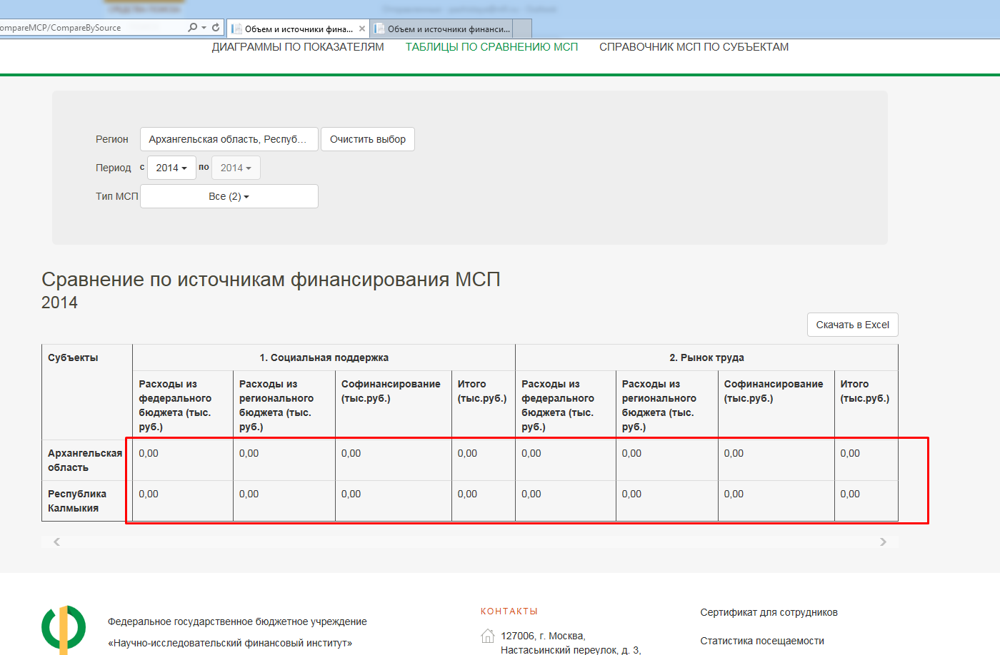 ompareMCP/CompareBySource
Объем и источники фина...
Объем и источники финанси...
ДИАГРАММЫ ПО ПОКАЗАТЕЛЯМ ТАБЛИЦЫ ПО СРАВНЕНИЮ МСП СПРАВОЧНИК МСП ПО СУБЪЕКТАМ
Регион Архангельская область, Респуб... Очистить выбор
Период с 2014 по 2014
Тип МСП Все (2)
Сравнение по источникам финансирования МСП
2014
Скачать в Excel
Субъекты 1. Социальная поддержка 2. Рынок труда
Расходы из федерального бюджета (тыс. руб.) Расходы из регионального бюджета (тыс. руб.) Софинансирование (тыс.руб.) Итого (тыс.руб.) Расходы из федерального бюджета (тыс. руб.) Расходы из регионального бюджета (тыс. руб.) Софинансирование (тыс.руб.) Итого (тыс.руб.)
Архангельская область 0,00 0,00 0,00 0,00 0,00 0,00 0,00 0,00
Республика Калмыкия 0,00 0,00 0,00 0,00 0,00 0,00 0,00 0,00
Федеральное государственное бюджетное учреждение
«Научно-исследовательский финансовый институт»
КОНТАКТЫ
127006, г. Москва,
Настасьинский переулок, д. 3,
Сертификат для сотрудников
Статистика посещаемости